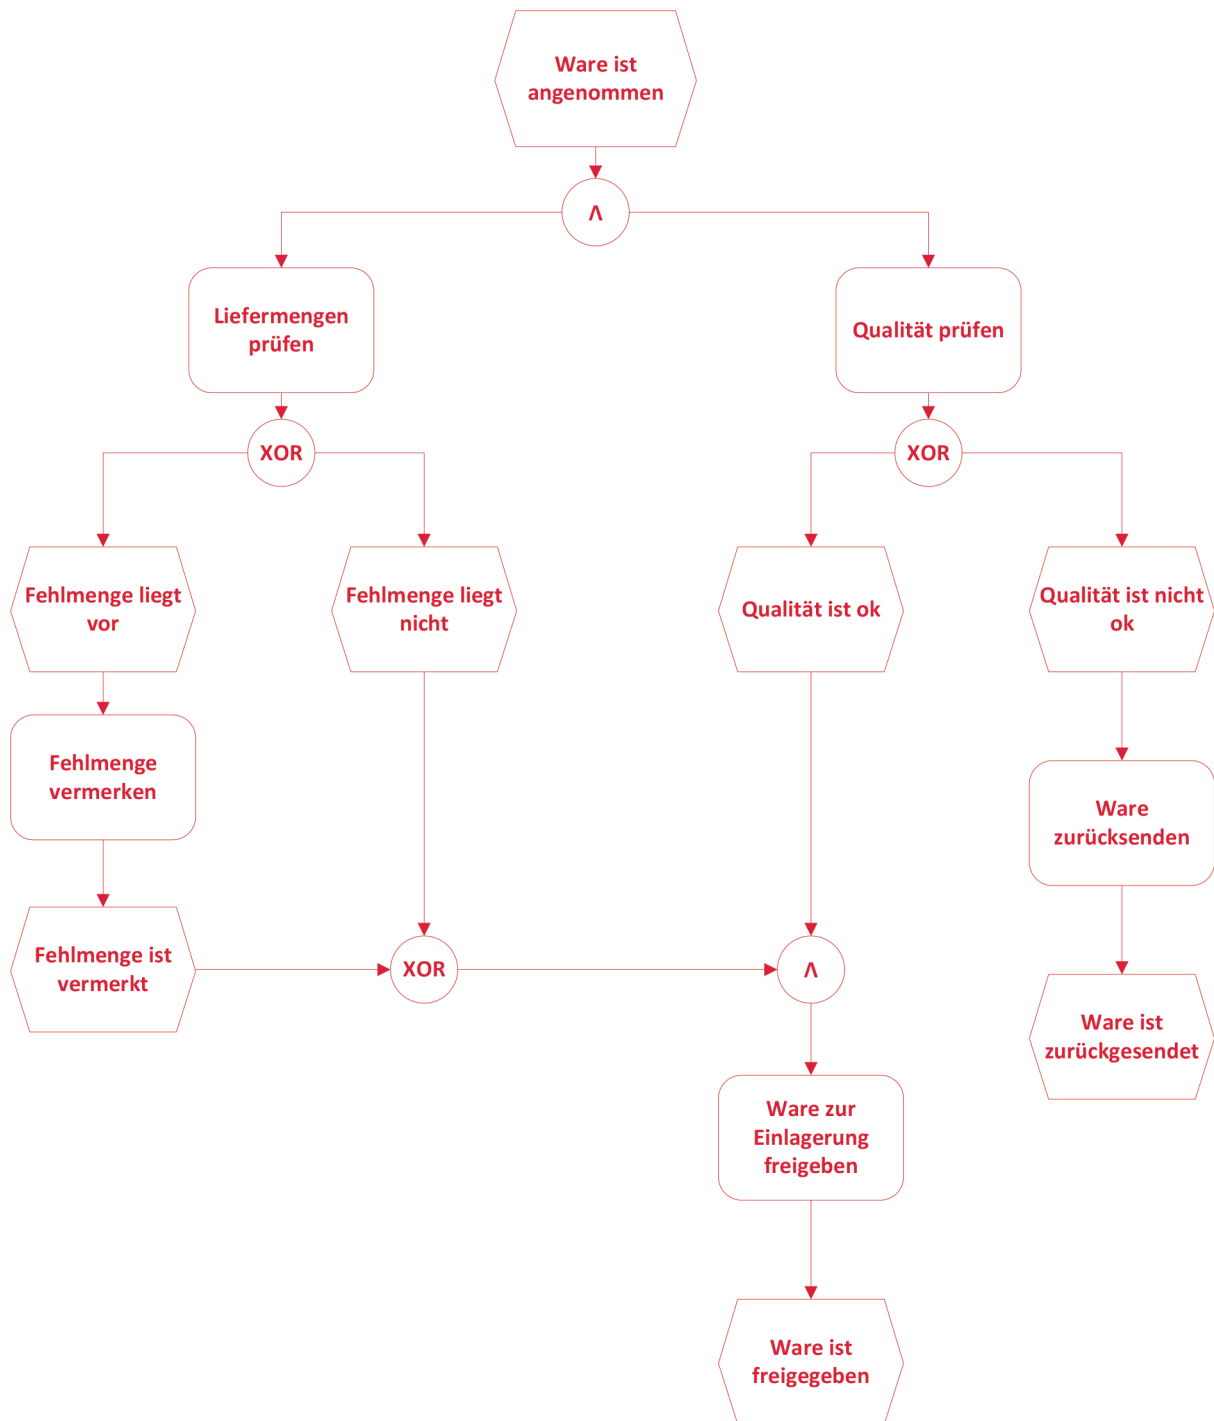 Ware ist
angenommen
Λ
Liefermengen
prüfen
Qualität prüfen
XOR
XOR
Fehlmenge liegt
vor
Fehlmenge liegt
nicht
Qualität ist ok
Qualität ist nicht
ok
Fehlmenge
vermerken
Ware
zurücksenden
Fehlmenge ist
vermerkt
XOR
Λ
Ware ist
zurückgesendet
Ware zur
Einlagerung
freigeben
Ware ist
freigegeben